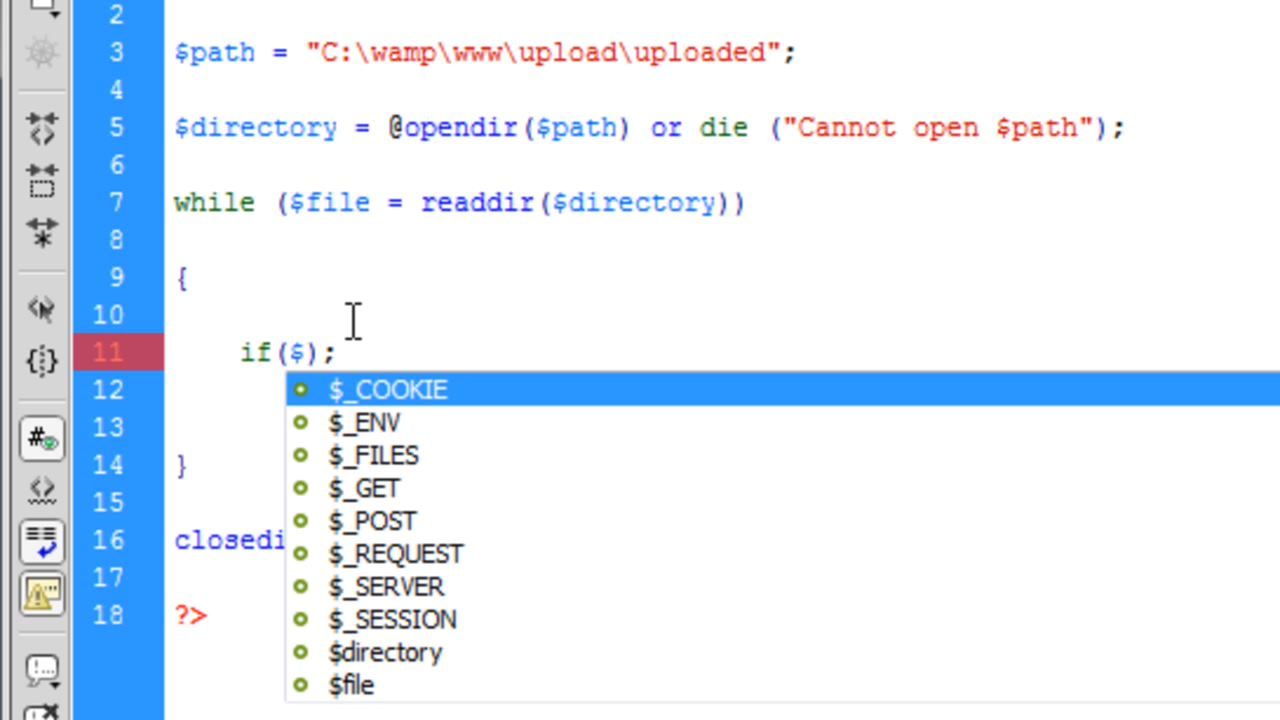 2
3 $path = "C:\wamp\www\upload\uploaded";
4
5 $directory = @opendir($path) or die ("Cannot open $path");
6
7 while ($file = readdir($directory))
8
9 {
10
11 if($);
12 $_COOKIE
$_ENV
13
$_FILES
14 }
$_GET
15
$_POST
16 closedi
$_REQUEST
17
$_SERVER
18 ?>
$_SESSION
$directory
$file